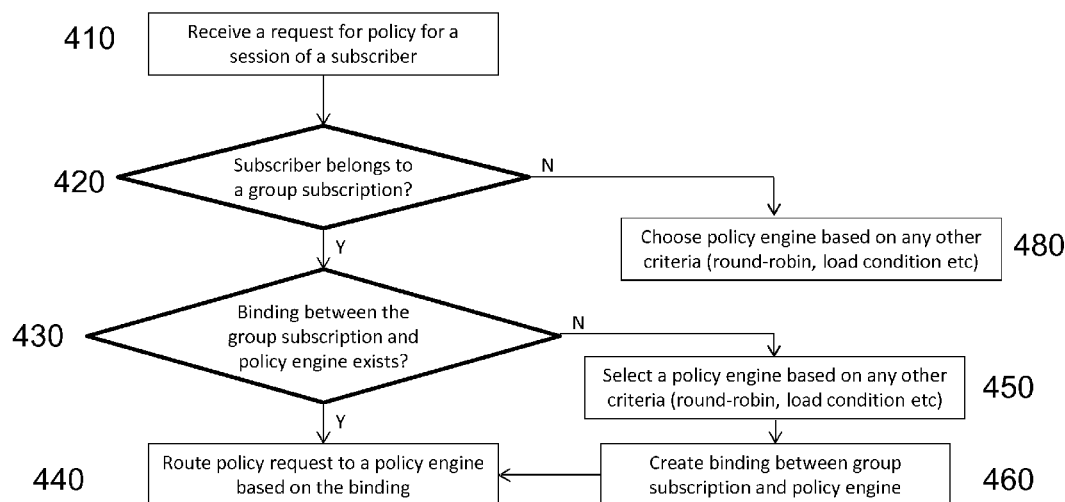 410
Receive a request for policy for a
session of a subscriber
420
Subscriber belongs to
a group subscription?
N
Y
Choose policy engine based on any other
criteria (round-robin, load condition etc)
480
430
Binding between the
group subscription and
policy engine exists?
N
Y
Select a policy engine based on any other
criteria (round-robin, load condition etc)
450
440
Route policy request to a policy engine
based on the binding
Create binding between group
subscription and policy engine
460